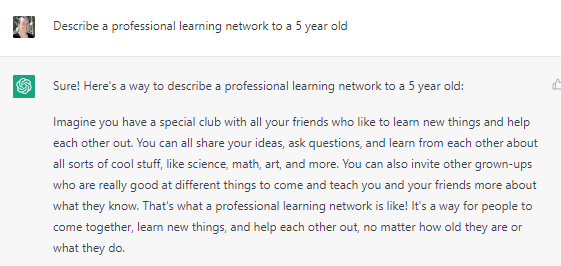 Describe a professional learning network to a 5 year old
Sure! Here's a way to describe a professional learning network to a 5 year old:
Imagine you have a special club with all your friends who like to learn new things and help
each other out. You can all share your ideas, ask questions, and learn from each other about
all sorts of cool stuff, like science, math, art, and more. You can also invite other grown-ups
who are really good at different things to come and teach you and your friends more about
what they know. That's what a professional learning network is like! It's a way for people to
come together, learn new things, and help each other out, no matter how old they are or
what they do.